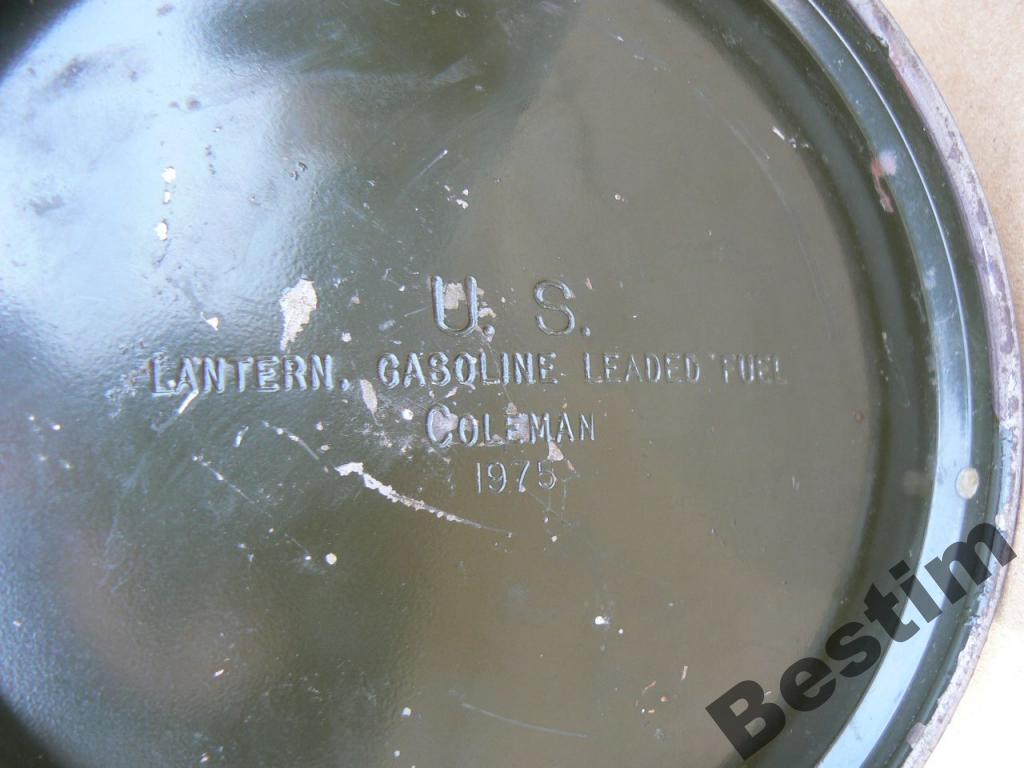 U. S.
LANTERN, GASOLINE LEADED FUEL
COLEMAN
1975
Bestim